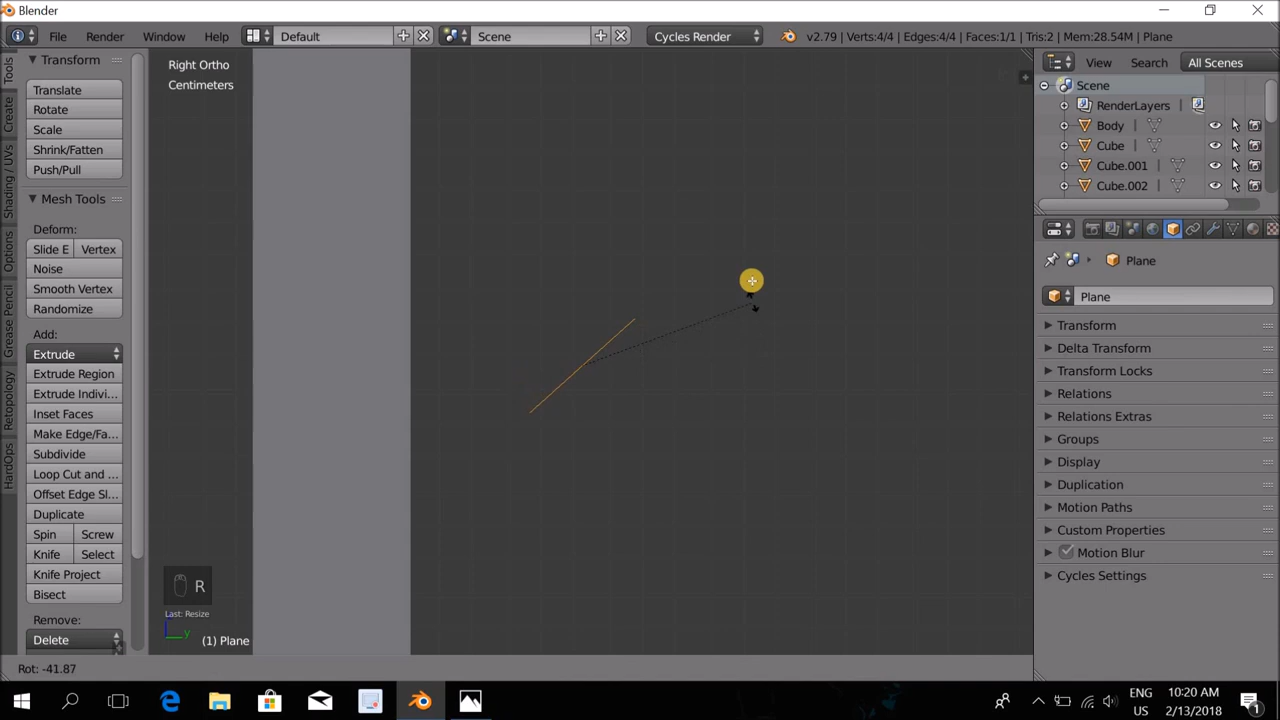 Blender
File Render Window Help Default Scene Cycles Render v2.79 | Verts:4/4 | Edges:4/4 | Faces:1/1 | Tris:2 | Mem:28.54M | Plane
Tools
Create
Shading / UVs
Options
Grease Pencil
Retopology
HardOps
Transform
Translate
Rotate
Scale
Shrink/Fatten
Push/Pull
Mesh Tools
Deform:
Slide E Vertex
Noise
Smooth Vertex
Randomize
Add:
Extrude
Extrude Region
Extrude Indivi...
Inset Faces
Make Edge/Fa...
Subdivide
Loop Cut and ...
Offset Edge Sl...
Duplicate
Spin Screw
Knife Select
Knife Project
Bisect
Remove:
Delete
Right Ortho
Centimeters
R
Last: Resize
y
(1) Plane
Rot: -41.87
View Search All Scenes
Scene
RenderLayers
Body
Cube
Cube.001
Cube.002
Plane
Plane
Transform
Delta Transform
Transform Locks
Relations
Relations Extras
Groups
Display
Duplication
Motion Paths
Custom Properties
Motion Blur
Cycles Settings
ENG
US
10:20 AM
2/13/2018
1